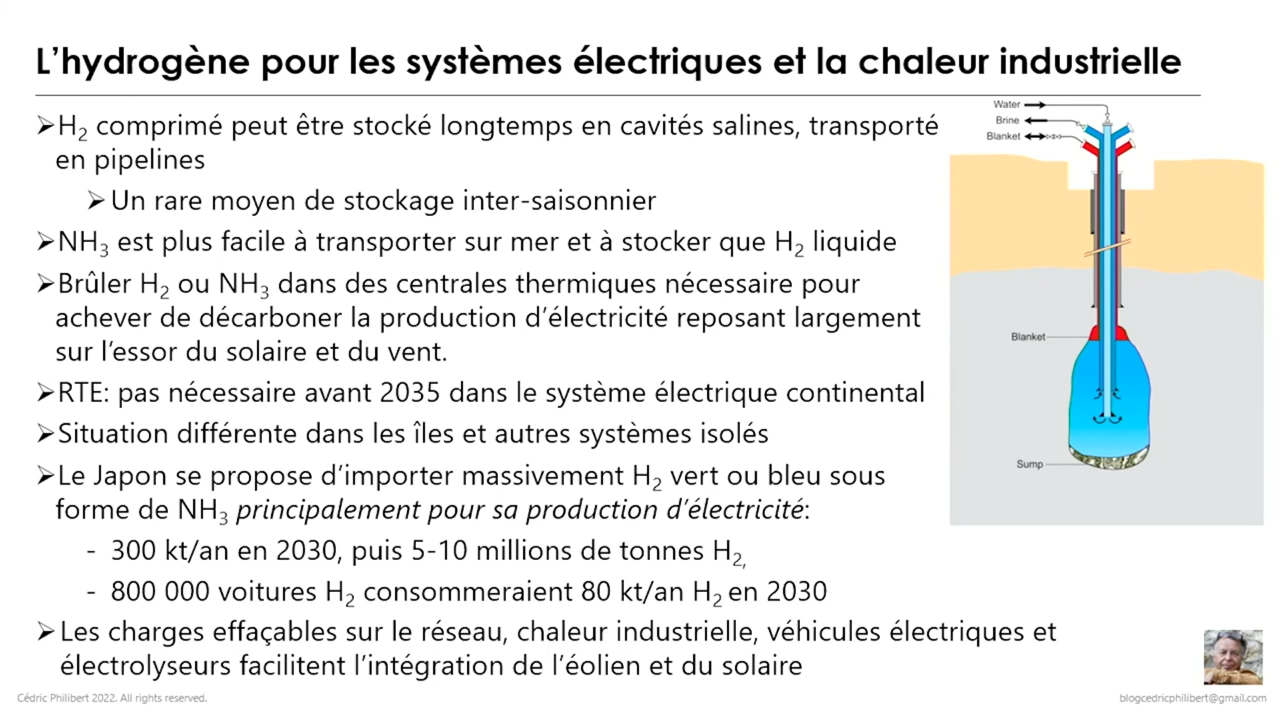 L’hydrogène pour les systèmes électriques et la chaleur industrielle
➢H₂ comprimé peut être stocké longtemps en cavités salines, transporté
en pipelines
➢Un rare moyen de stockage inter-saisonnier
➢NH₃ est plus facile à transporter sur mer et à stocker que H₂ liquide
➢Brûler H₂ ou NH₃ dans des centrales thermiques nécessaire pour
achever de décarboner la production d’électricité reposant largement
sur l’essor du solaire et du vent.
➢RTE: pas nécessaire avant 2035 dans le système électrique continental
➢Situation différente dans les îles et autres systèmes isolés
➢Le Japon se propose d’importer massivement H₂ vert ou bleu sous
forme de NH₃ principalement pour sa production d’électricité:
- 300 kt/an en 2030, puis 5-10 millions de tonnes H₂,
- 800 000 voitures H₂ consommeraient 80 kt/an H₂ en 2030
➢Les charges effaçables sur le réseau, chaleur industrielle, véhicules électriques et
électrolyseurs facilitent l’intégration de l’éolien et du solaire
Water
Brine
Blanket
Blanket
Sump
Cédric Philibert 2022. All rights reserved.
blogcedricphilibert@gmail.com